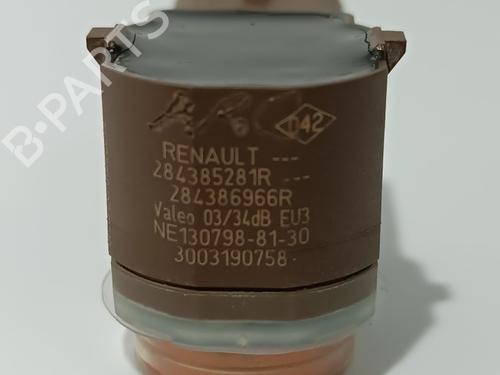 D42
RENAULT ---
284385281R ---
284386966R
Valeo 03/34dB EU3
NE130798-81-30
3003190758
B-PARTS